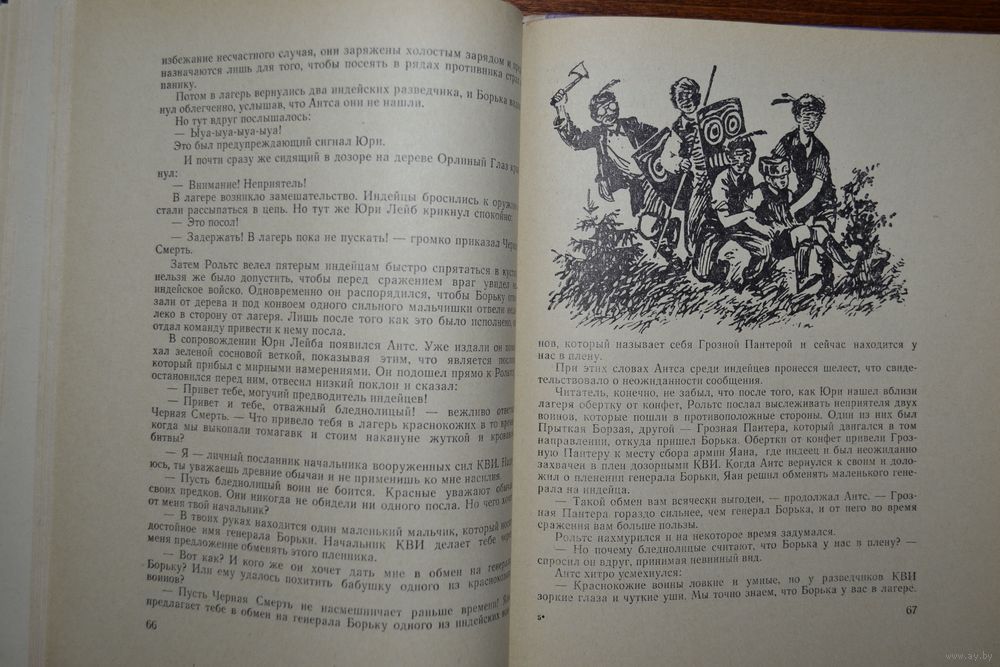 избежание несчастного случая, они заряжены холостым зарядом и
назначаются лишь для того, чтобы посеять в рядах противника страх
панику.
Потом в лагерь вернулись два индейских разведчика, и Борька
нул облегченно, услышав, что Антса они не нашли.
Но тут вдруг послышалось:
— Ыуа-ыуа-ыуа-ыуа!
Это был предупреждающий сигнал Юри.
И почти сразу же сидящий в дозоре на дереве Орлиный Глаз
нул:
— Внимание! Неприятель!
В лагере возникло замешательство. Индейцы бросились к
стали рассыпаться в цепь. Но тут же Юри Лейб крикнул спокойно:
— Это посол!
— Задержать! В лагерь пока не пускать! — громко приказал
Смерть.
Затем Рольтс велел пятерым индейцам быстро спрятаться в
нельзя же было допустить, чтобы перед сражением враг увидел
индейское войско. Одновременно он распорядился, чтобы Борьку
зали от дерева и под конвоем одного сильного мальчишки отвели
леко в сторону от лагеря. Лишь после того как это было исполнено,
отдал команду привести к нему посла.
В сопровождении Юри Лейба появился Антс. Уже издали он
хал зеленой сосновой веткой, показывая этим, что является
который прибыл с мирными намерениями. Он подошел прямо к
остановился перед ним, отвесил низкий поклон и сказал:
— Привет тебе, могучий предводитель индейцев!
— Привет и тебе, отважный бледнолицый! — вежливо
Черная Смерть. — Что привело тебя в лагерь краснокожих в то
когда мы выкопали томагавк и стоим накануне жуткой и
битвы?
— Я — личный посланник начальника вооруженных сил КВИ.
юсь, ты уважаешь древние обычаи и не применишь ко мне насилия.
— Пусть бледнолицый воин не боится. Красные уважают
своих предков. Они никогда не обидели ни одного посла. Но чего
от меня твой начальник?
— В твоих руках находится один маленький мальчик, который
достойное имя генерала Борьки. Начальник КВИ делает тебе
меня предложение обменять этого пленника.
— Вот как? И кого же он хочет дать мне в обмен на
Борьку? Или ему удалось похитить бабушку одного из
воинов?
— Пусть Черная Смерть не насмешничает раньше времени!
предлагает тебе в обмен на генерала Борьку одного из индейских
66
нов, который называет себя Грозной Пантерой и сейчас находится у
нас в плену.
При этих словах Антса среди индейцев пронесся шелест, что свиде-
тельствовало о неожиданности сообщения.
Читатель, конечно, не забыл, что после того, как Юри нашел вблизи
лагеря обертку от конфет, Рольтс послал выслеживать неприятеля двух
воинов, которые пошли в противоположные стороны. Один из них был
Прыткая Борзая, другой — Грозная Пантера, который двигался в том
направлении, откуда пришел Борька. Обертки от конфет привели Гроз-
ную Пантеру к месту сбора армии Яана, где индеец и был неожиданно
захвачен в плен дозорными КВИ. Когда Антс вернулся к своим и доло-
жил о пленении генерала Борьки, Яан решил обменять маленького гене-
рала на индейца.
— Такой обмен вам всячески выгоден, — продолжал Антс. — Гроз-
ная Пантера гораздо сильнее, чем генерал Борька, и от него во время
сражения вам больше пользы.
Рольтс нахмурился и на некоторое время задумался.
— Но почему бледнолицые считают, что Борька у нас в плену? —
спросил он вдруг, принимая невинный вид.
Антс хитро усмехнулся:
— Краснокожие воины ловкие и умные, но у разведчиков КВИ
зоркие глаза и чуткие уши. Мы точно знаем, что Борька у вас в лагере.
5*
67
www.ay.by